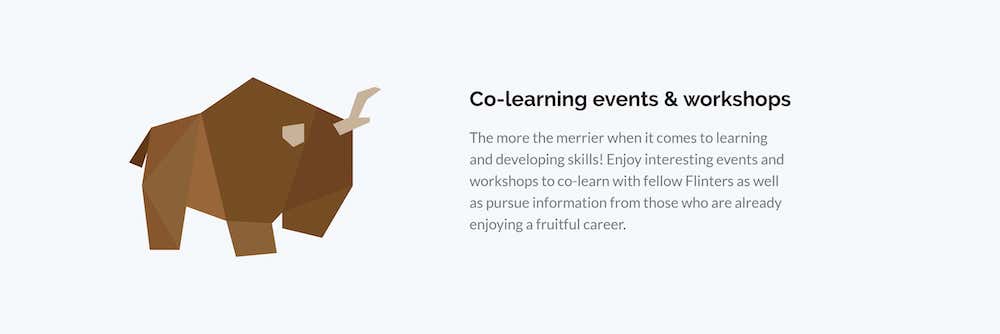 Co-learning events & workshops
The more the merrier when it comes to learning
and developing skills! Enjoy interesting events and
workshops to co-learn with fellow Flinters as well
as pursue information from those who are already
enjoying a fruitful career.